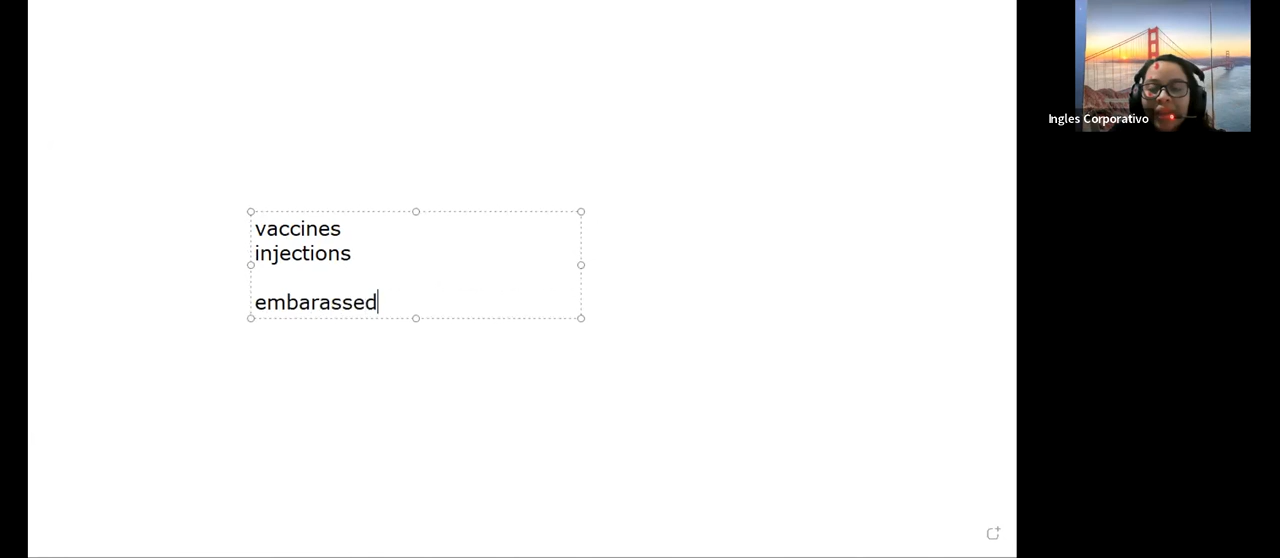 vaccines
injections
embarassed
Ingles Corporativo